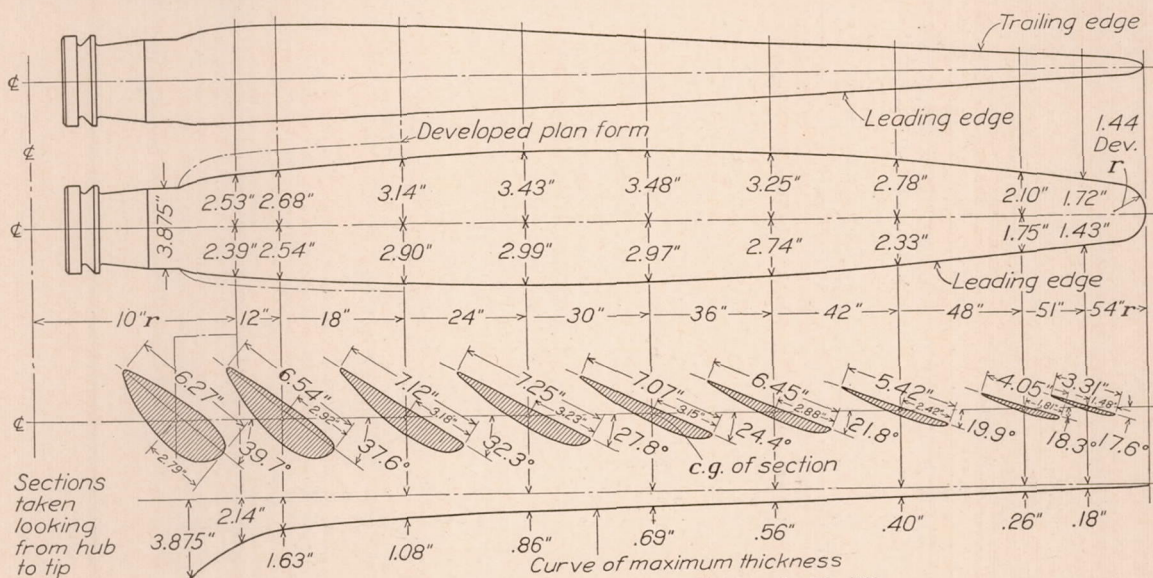 Trailing edge
℄
Leading edge
Developed plan form
1.44
Dev.
r
℄
2.53" 2.68" 3.14" 3.43" 3.48" 3.25" 2.78" 2.10" 1.72"
3.875"
℄
2.39" 2.54" 2.90" 2.99" 2.97" 2.74" 2.33" 1.75" 1.43"
Leading edge
10"r 12" 18" 24" 30" 36" 42" 48" 51" 54"r
6.27" 6.54" 7.12" 7.25" 7.07" 6.45" 5.42" 4.05" 3.31"
2.79" 2.92" 3.18" 3.23" 3.15" 2.88" 2.42" 1.81" 1.48"
℄
39.7° 37.6° 32.3° 27.8° 24.4° 21.8° 19.9° 18.3° 17.6°
c.g. of section
Sections
taken
looking
from hub
to tip
3.875" 2.14" 1.63" 1.08" .86" .69" .56" .40" .26" .18"
Curve of maximum thickness